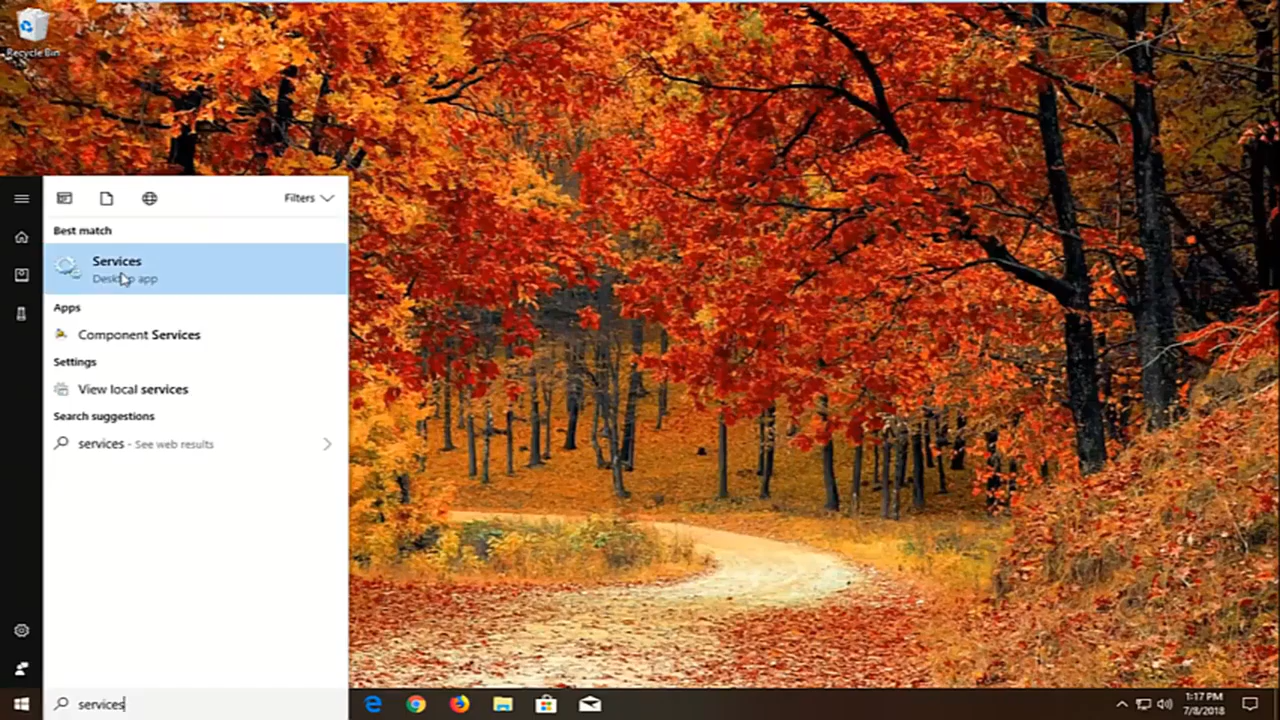 Recycle Bin
Filters
Best match
Services
Desktop app
Apps
Component Services
Settings
View local services
Search suggestions
services - See web results
services
1:17 PM
7/8/2018